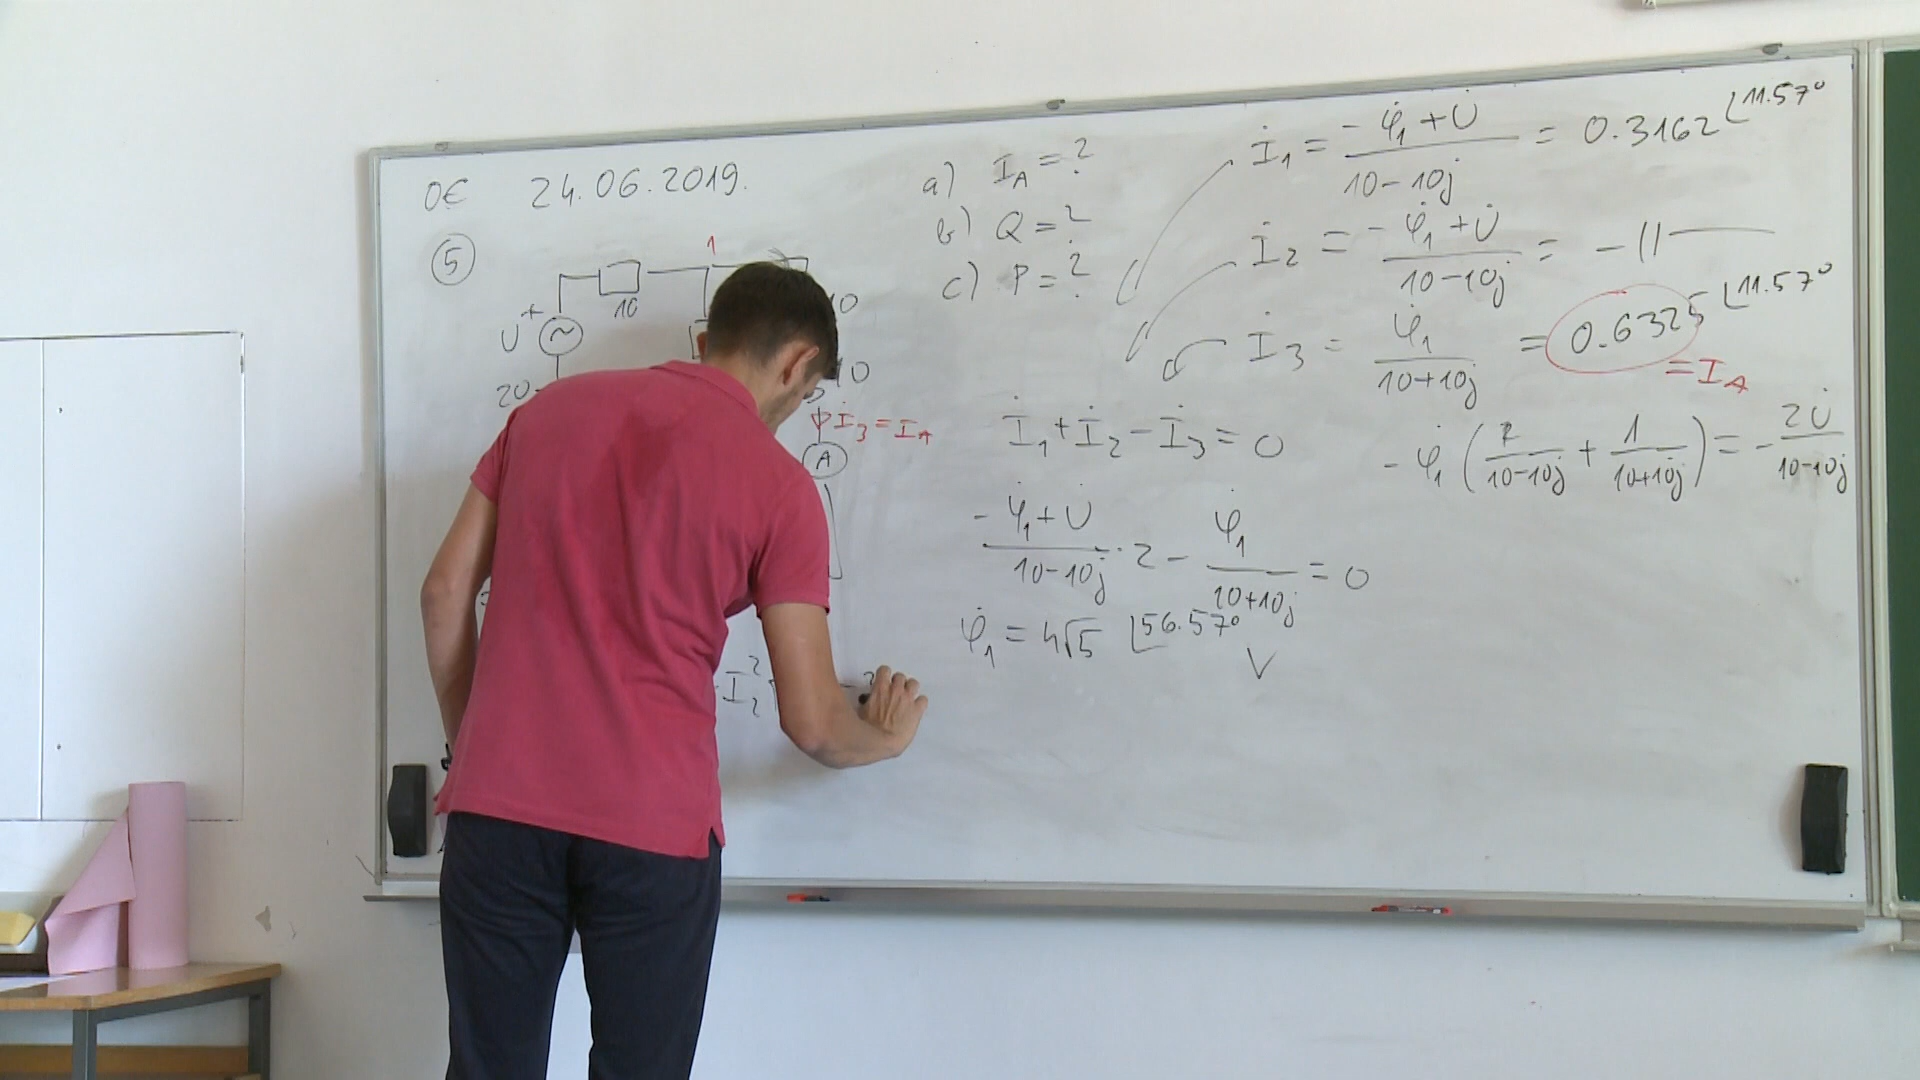 OE 24.06.2019.
5
1
10
10
U + ~
20
10
İ₃ = I_A
A
I₂²
a) I_A = ?
b) Q = ?
c) P = ?
İ₁ = (-φ̇₁ + U̇)/(10-10j) = 0.3162 ∠11.57°
İ₂ = (-φ̇₁ + U̇)/(10-10j) = -11-
İ₃ = φ̇₁/(10+10j) = 0.6325 ∠11.57°
= I_A
İ₁ + İ₂ - İ₃ = 0
-φ̇₁ (2/(10-10j) + 1/(10+10j)) = - 2U̇/(10-10j)
(-φ̇₁ + U̇)/(10-10j) · 2 - φ̇₁/(10+10j) = 0
φ̇₁ = 4√5 ∠56.57° V